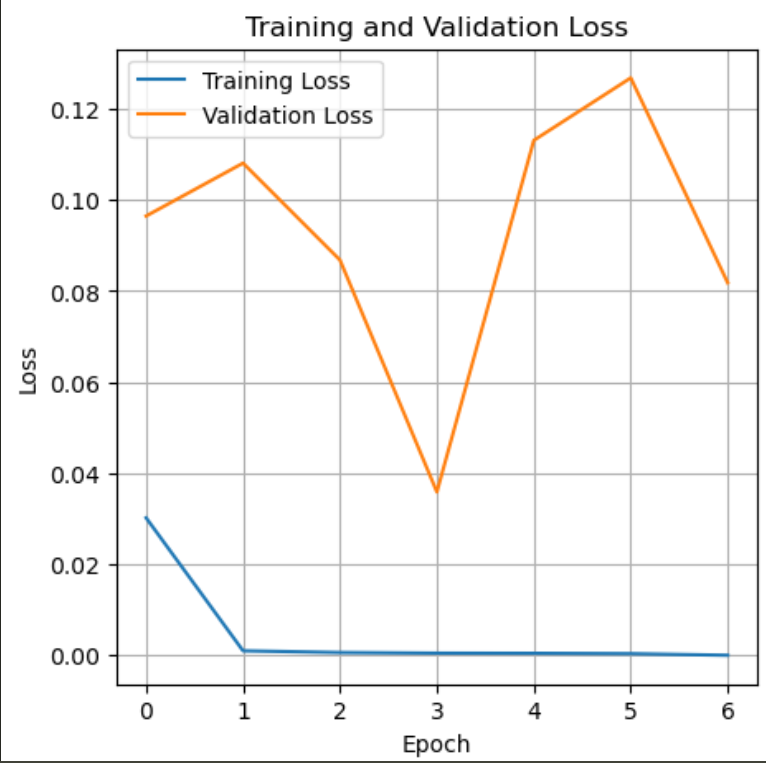 Training and Validation Loss
Training Loss
Validation Loss
0.12
0.10
0.08
0.06
0.04
0.02
0.00
Loss
0 1 2 3 4 5 6
Epoch